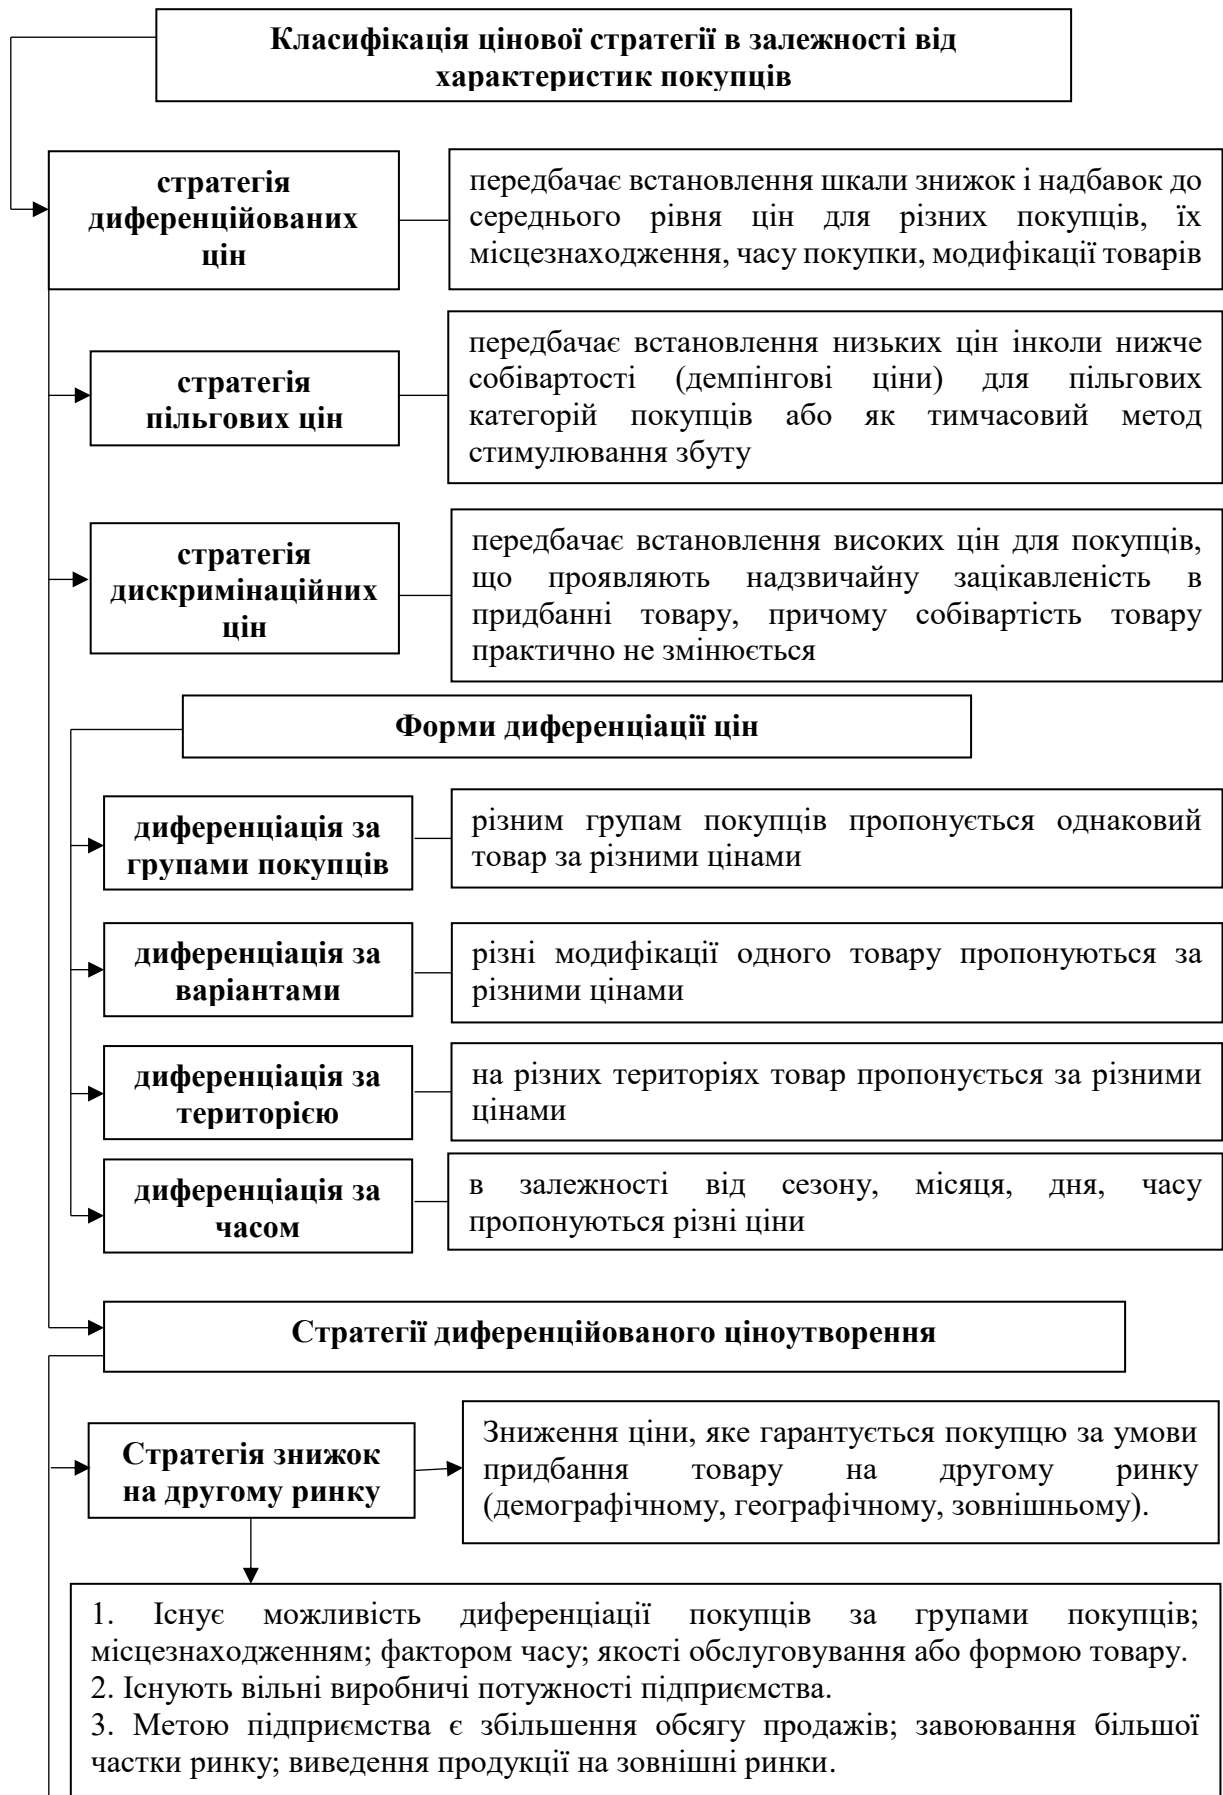 Класифікація цінової стратегії в залежності від
характеристик покупців
стратегія
диференційованих
цін
передбачає встановлення шкали знижок і надбавок до
середнього рівня цін для різних покупців, їх
місцезнаходження, часу покупки, модифікації товарів
стратегія
пільгових цін
передбачає встановлення низьких цін інколи нижче
собівартості (демпінгові ціни) для пільгових
категорій покупців або як тимчасовий метод
стимулювання збуту
стратегія
дискримінаційних
цін
передбачає встановлення високих цін для покупців,
що проявляють надзвичайну зацікавленість в
придбанні товару, причому собівартість товару
практично не змінюється
Форми диференціації цін
диференціація за
групами покупців
різним групам покупців пропонується однаковий
товар за різними цінами
диференціація за
варіантами
різні модифікації одного товару пропонуються за
різними цінами
диференціація за
територією
на різних територіях товар пропонується за різними
цінами
диференціація за
часом
в залежності від сезону, місяця, дня, часу
пропонуються різні ціни
Стратегії диференційованого ціноутворення
Стратегія знижок
на другому ринку
Зниження ціни, яке гарантується покупцю за умови
придбання товару на другому ринку
(демографічному, географічному, зовнішньому).
1. Існує можливість диференціації покупців за групами покупців;
місцезнаходженням; фактором часу; якості обслуговування або формою товару.
2. Існують вільні виробничі потужності підприємства.
3. Метою підприємства є збільшення обсягу продажів; завоювання більшої
частки ринку; виведення продукції на зовнішні ринки.